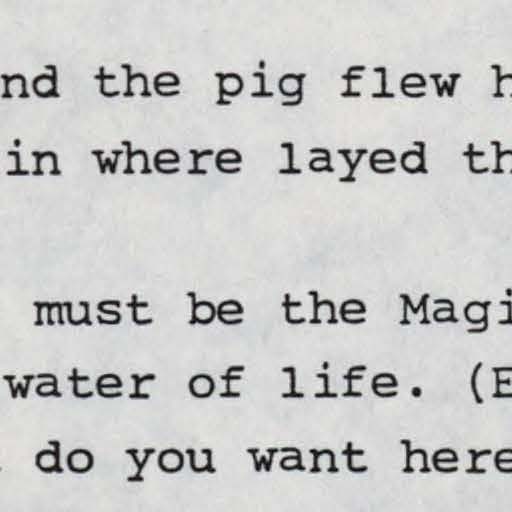 nd the pig flew h
in where layed th
must be the Magi
water of life. (E
do you want here